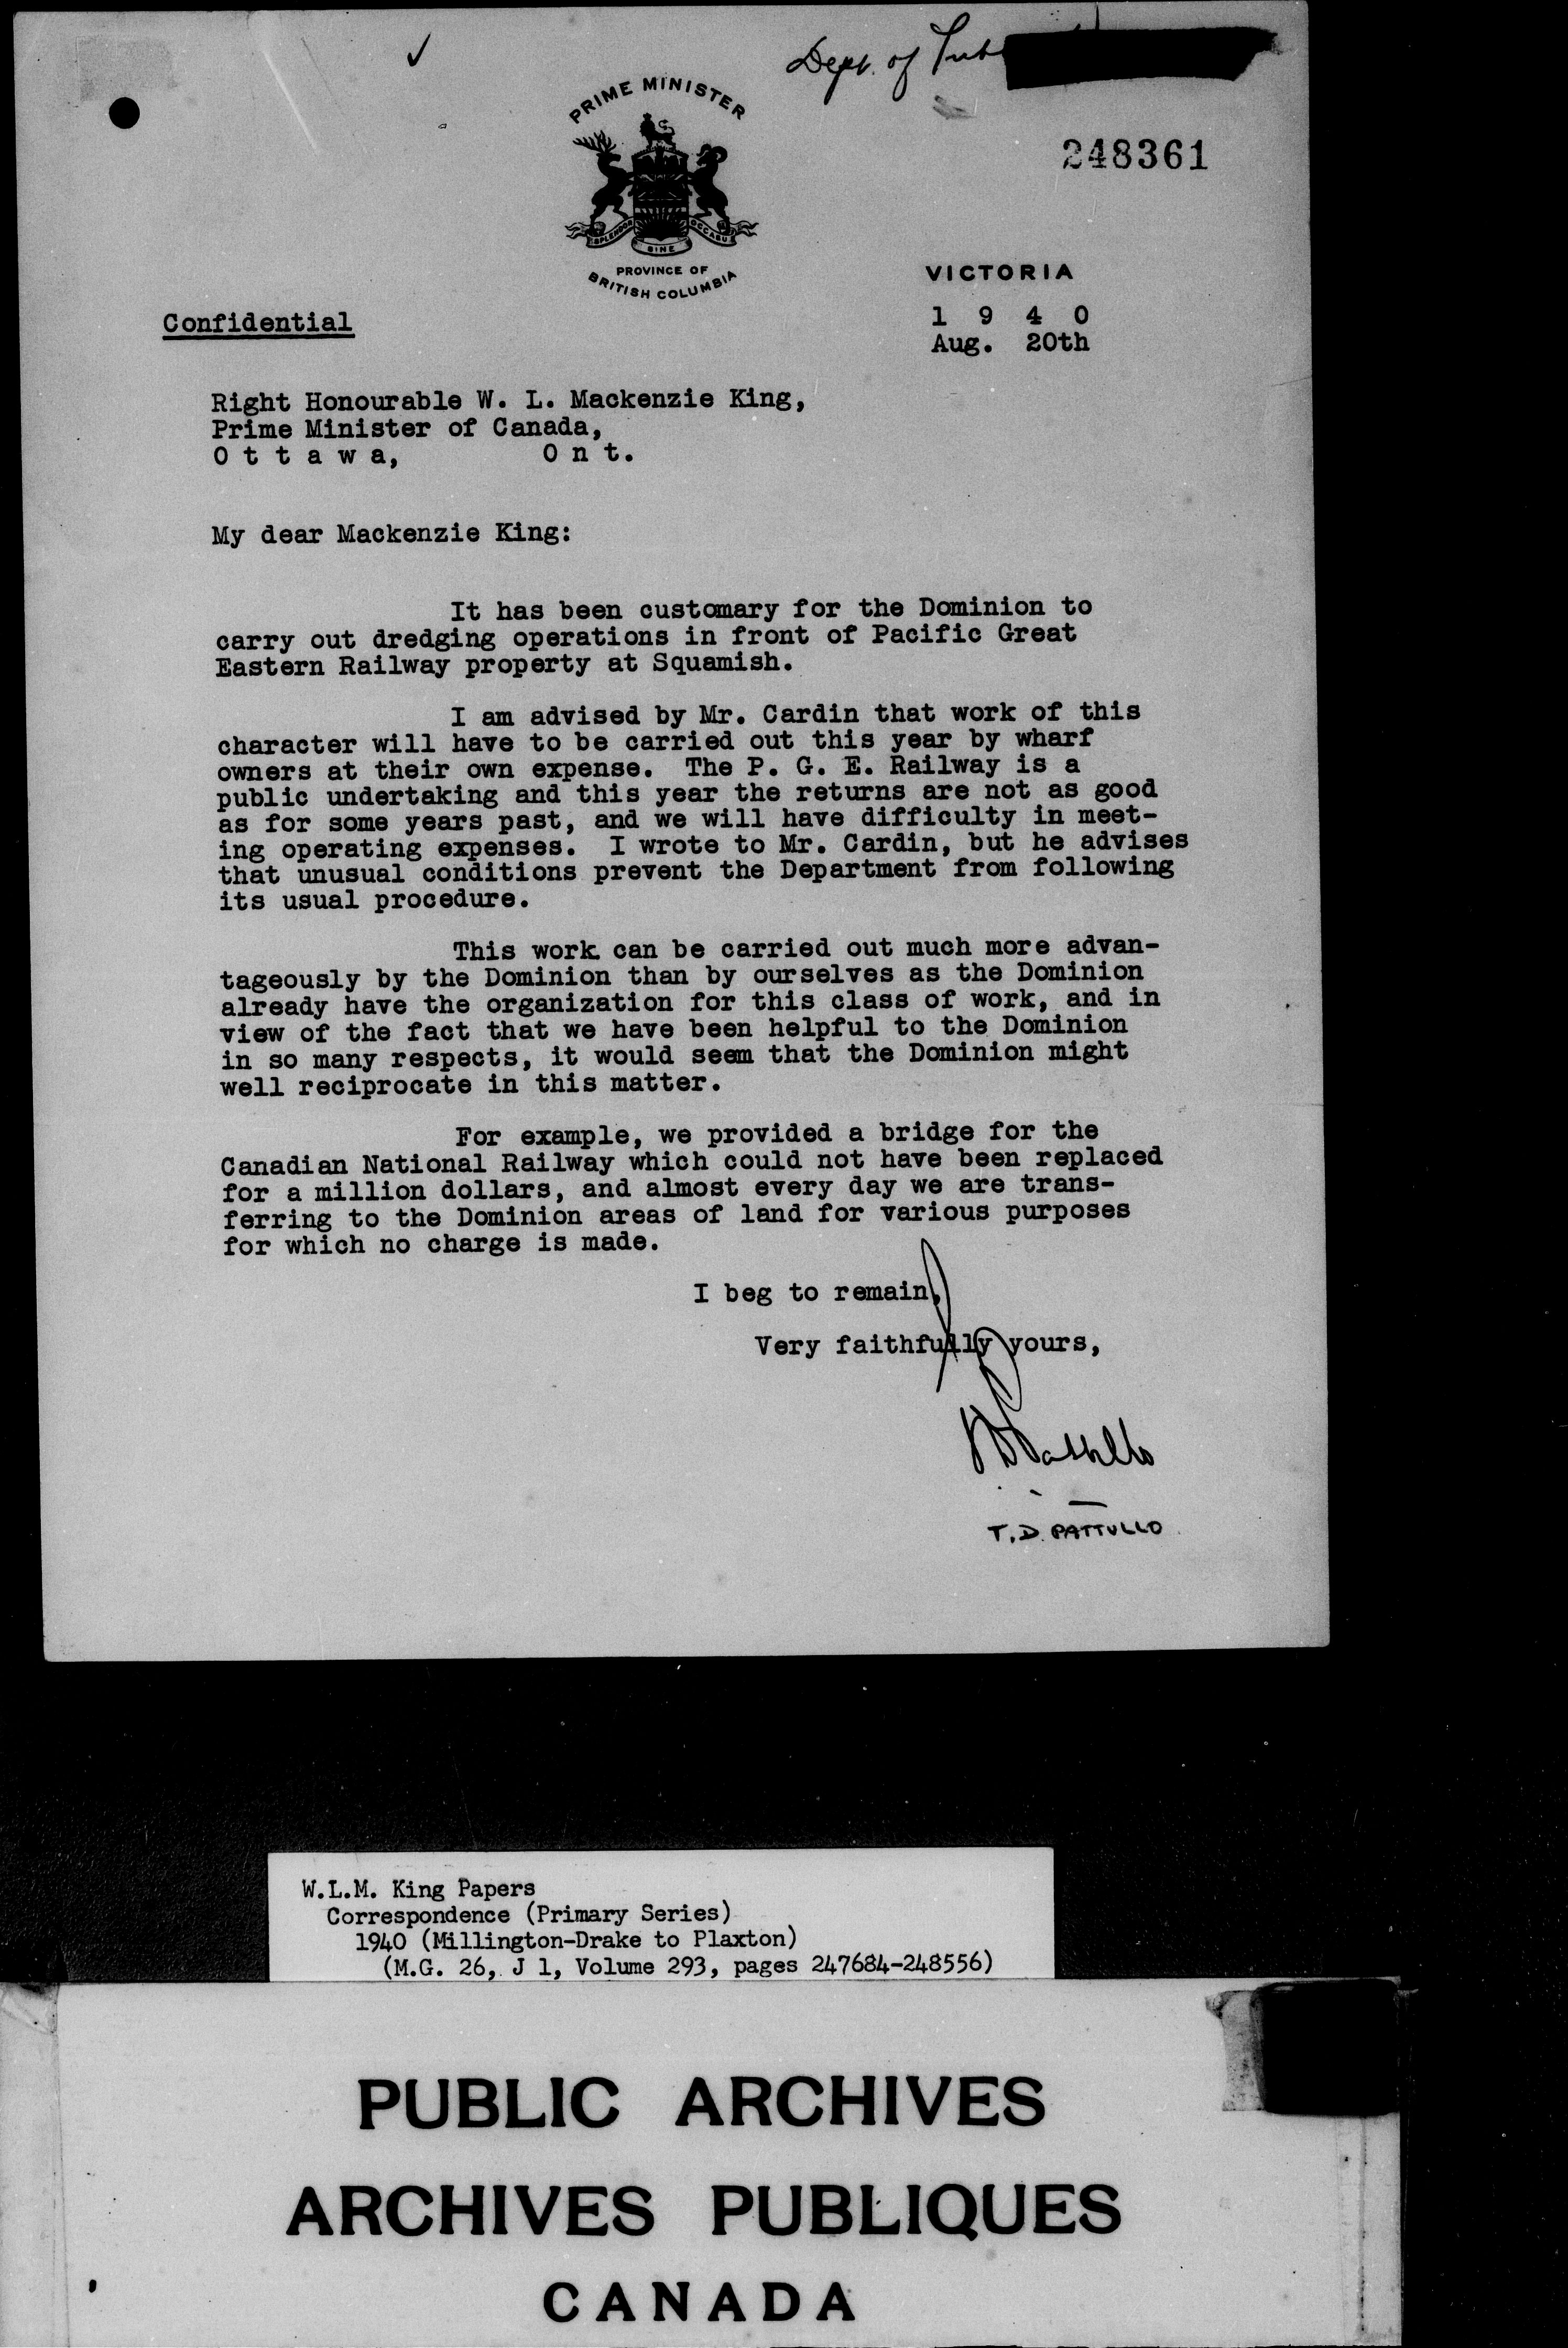 Dept. of
PRIME MINISTER
248361
SPLENDOR SINE OCCASU
PROVINCE OF
BRITISH COLUMBIA
VICTORIA
1 9 4 0
Confidential
Aug. 20th
Right Honourable W. L. Mackenzie King,
Prime Minister of Canada,
O t t a w a, O n t.
My dear Mackenzie King:
It has been customary for the Dominion to
carry out dredging operations in front of Pacific Great
Eastern Railway property at Squamish.
I am advised by Mr. Cardin that work of this
character will have to be carried out this year by wharf
owners at their own expense. The P. G. E. Railway is a
public undertaking and this year the returns are not as good
as for some years past, and we will have difficulty in meet-
ing operating expenses. I wrote to Mr. Cardin, but he advises
that unusual conditions prevent the Department from following
its usual procedure.
This work can be carried out much more advan-
tageously by the Dominion than by ourselves as the Dominion
already have the organization for this class of work, and in
view of the fact that we have been helpful to the Dominion
in so many respects, it would seem that the Dominion might
well reciprocate in this matter.
For example, we provided a bridge for the
Canadian National Railway which could not have been replaced
for a million dollars, and almost every day we are trans-
ferring to the Dominion areas of land for various purposes
for which no charge is made.
I beg to remain,
Very faithfully yours,
T.D. PATTULLO
W.L.M. King Papers
Correspondence (Primary Series)
1940 (Millington-Drake to Plaxton)
(M.G. 26, J 1, Volume 293, pages 247684-248556)
PUBLIC ARCHIVES
ARCHIVES PUBLIQUES
CANADA